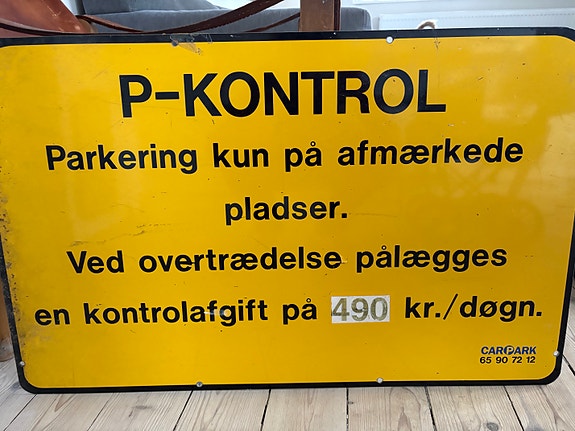 P-KONTROL
Parkering kun på afmærkede
pladser.
Ved overtrædelse pålægges
en kontrolafgift på 490 kr./døgn.
CARPARK
65 90 72 12